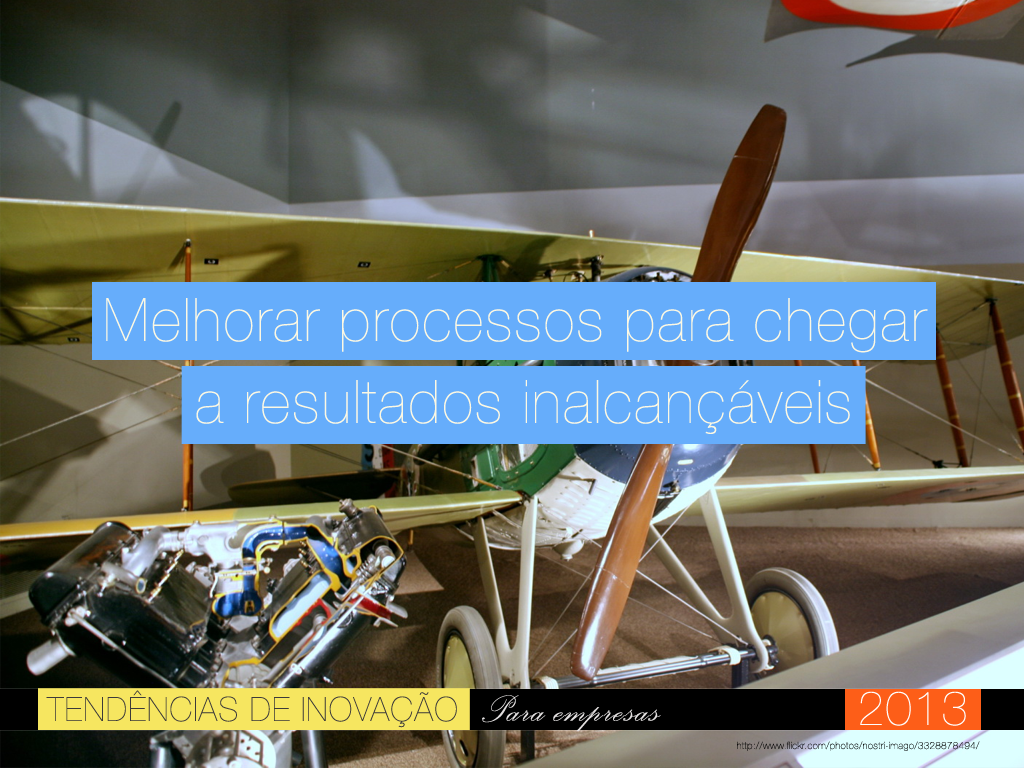 Melhorar processos para chegar
a resultados inalcançáveis
TENDÊNCIAS DE INOVAÇÃO Para empresas 2013
http://www.flickr.com/photos/nostri-imago/3328878494/